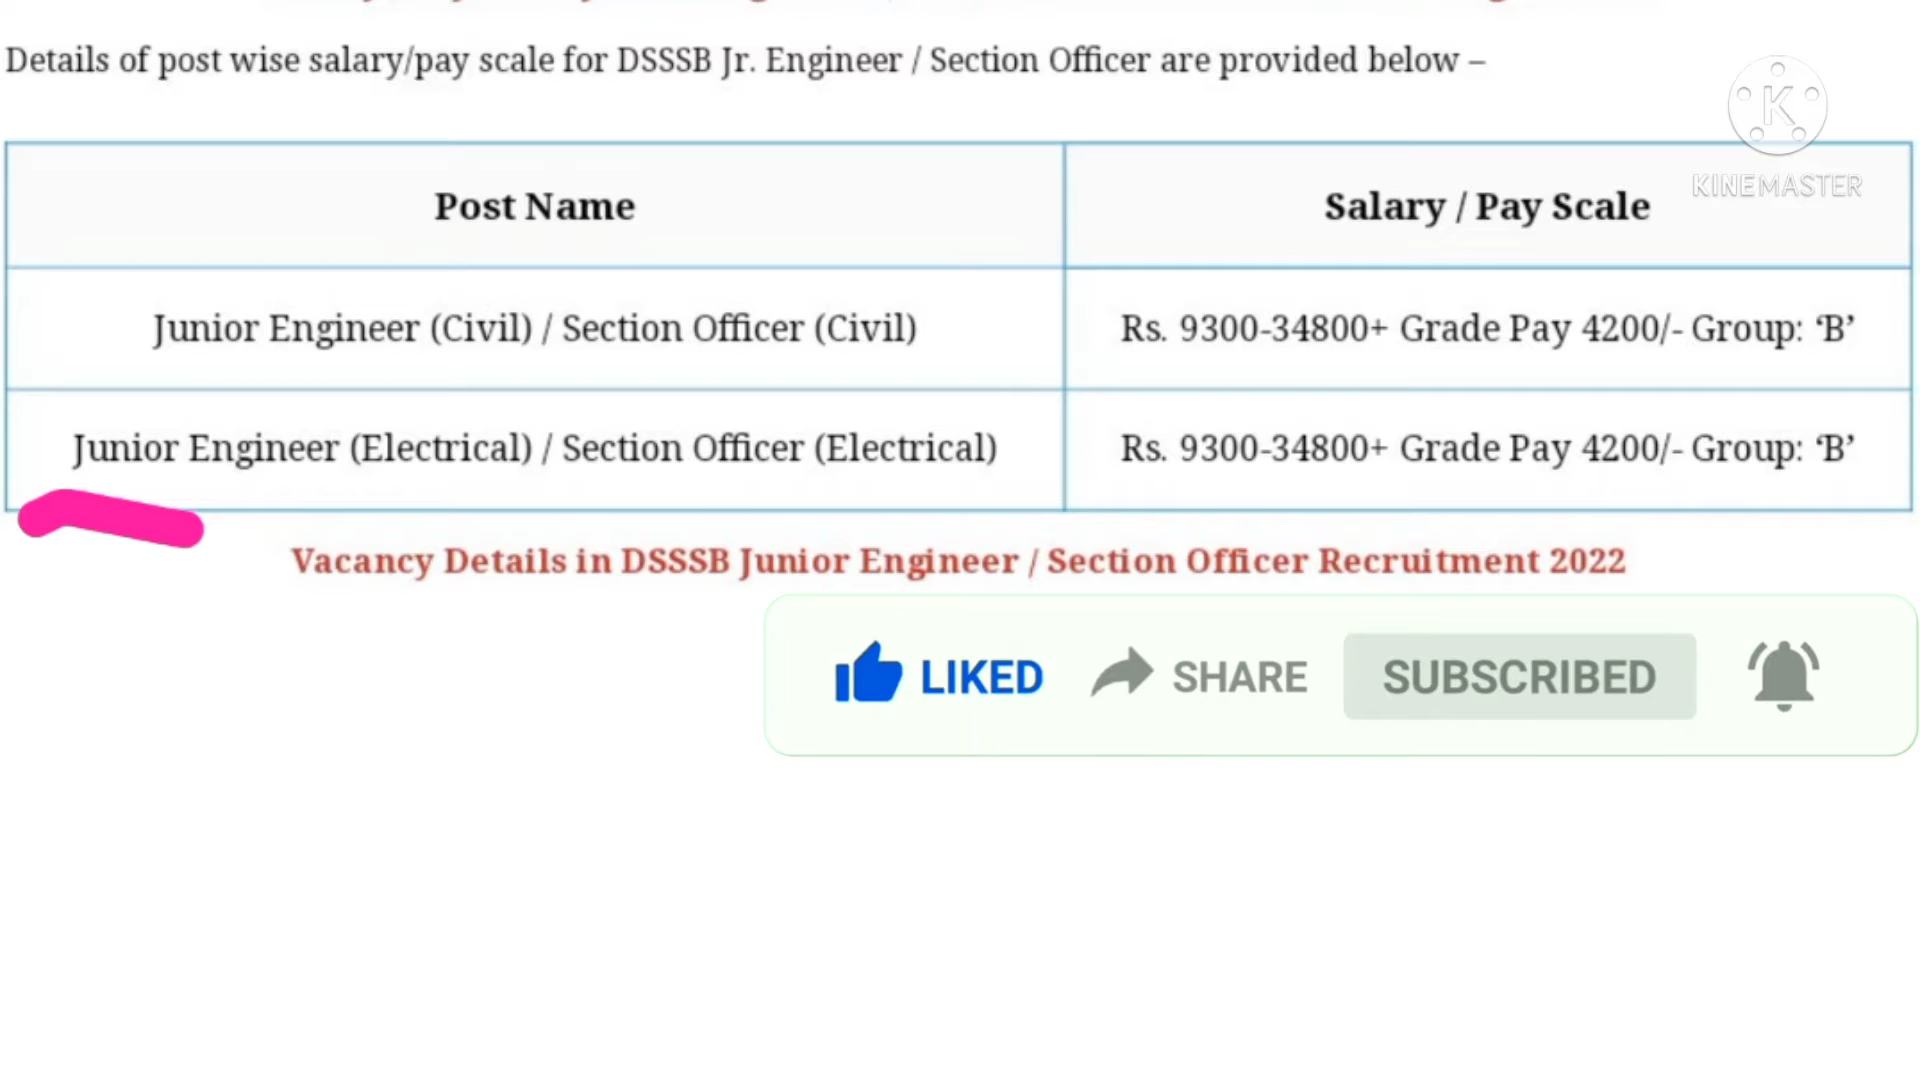 Details of post wise salary/pay scale for DSSSB Jr. Engineer / Section Officer are provided below –
KINEMASTER
Post Name
Salary / Pay Scale
Junior Engineer (Civil) / Section Officer (Civil)
Rs. 9300-34800+ Grade Pay 4200/- Group: ‘B’
Junior Engineer (Electrical) / Section Officer (Electrical)
Rs. 9300-34800+ Grade Pay 4200/- Group: ‘B’
Vacancy Details in DSSSB Junior Engineer / Section Officer Recruitment 2022
LIKED SHARE SUBSCRIBED